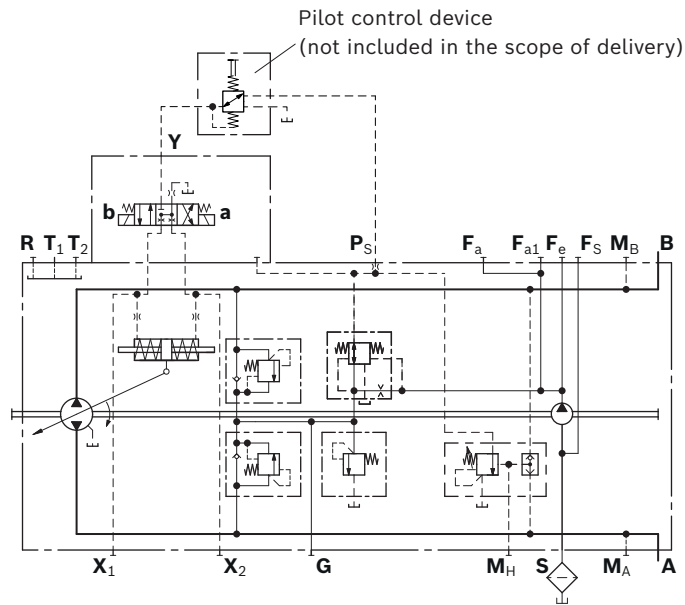 Pilot control device
(not included in the scope of delivery)
Y
b a
R T1 T2 PS Fa Fa1 Fe FS MB B
X1 X2 G MH S MA A